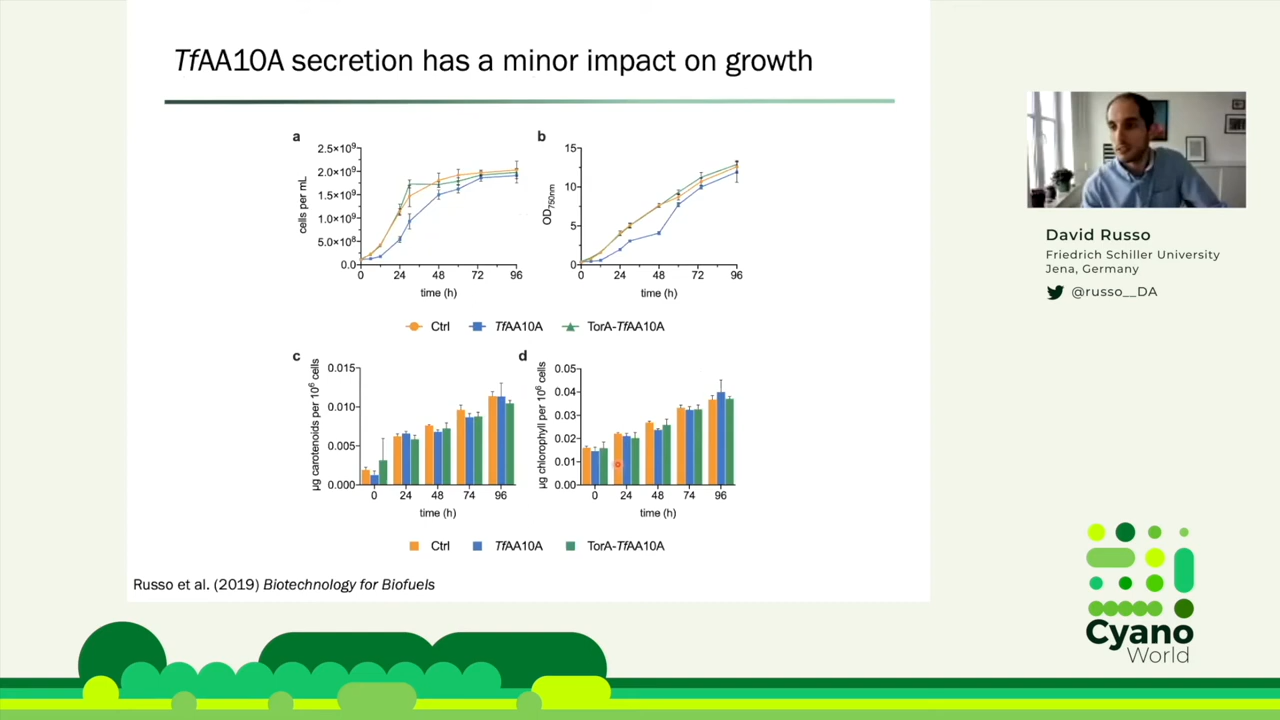 TfAA10A secretion has a minor impact on growth
a
cells per mL
2.5×10⁹
2.0×10⁹
1.5×10⁹
1.0×10⁹
5.0×10⁸
0.0
0 24 48 72 96
time (h)
b
OD750nm
15
10
5
0
0 24 48 72 96
time (h)
Ctrl TfAA10A TorA-TfAA10A
c
µg carotenoids per 10⁶ cells
0.015
0.010
0.005
0.000
0 24 48 74 96
time (h)
d
µg chlorophyll per 10⁶ cells
0.05
0.04
0.03
0.02
0.01
0.00
0 24 48 74 96
time (h)
Ctrl TfAA10A TorA-TfAA10A
Russo et al. (2019) Biotechnology for Biofuels
David Russo
Friedrich Schiller University
Jena, Germany
@russo__DA
Cyano
World